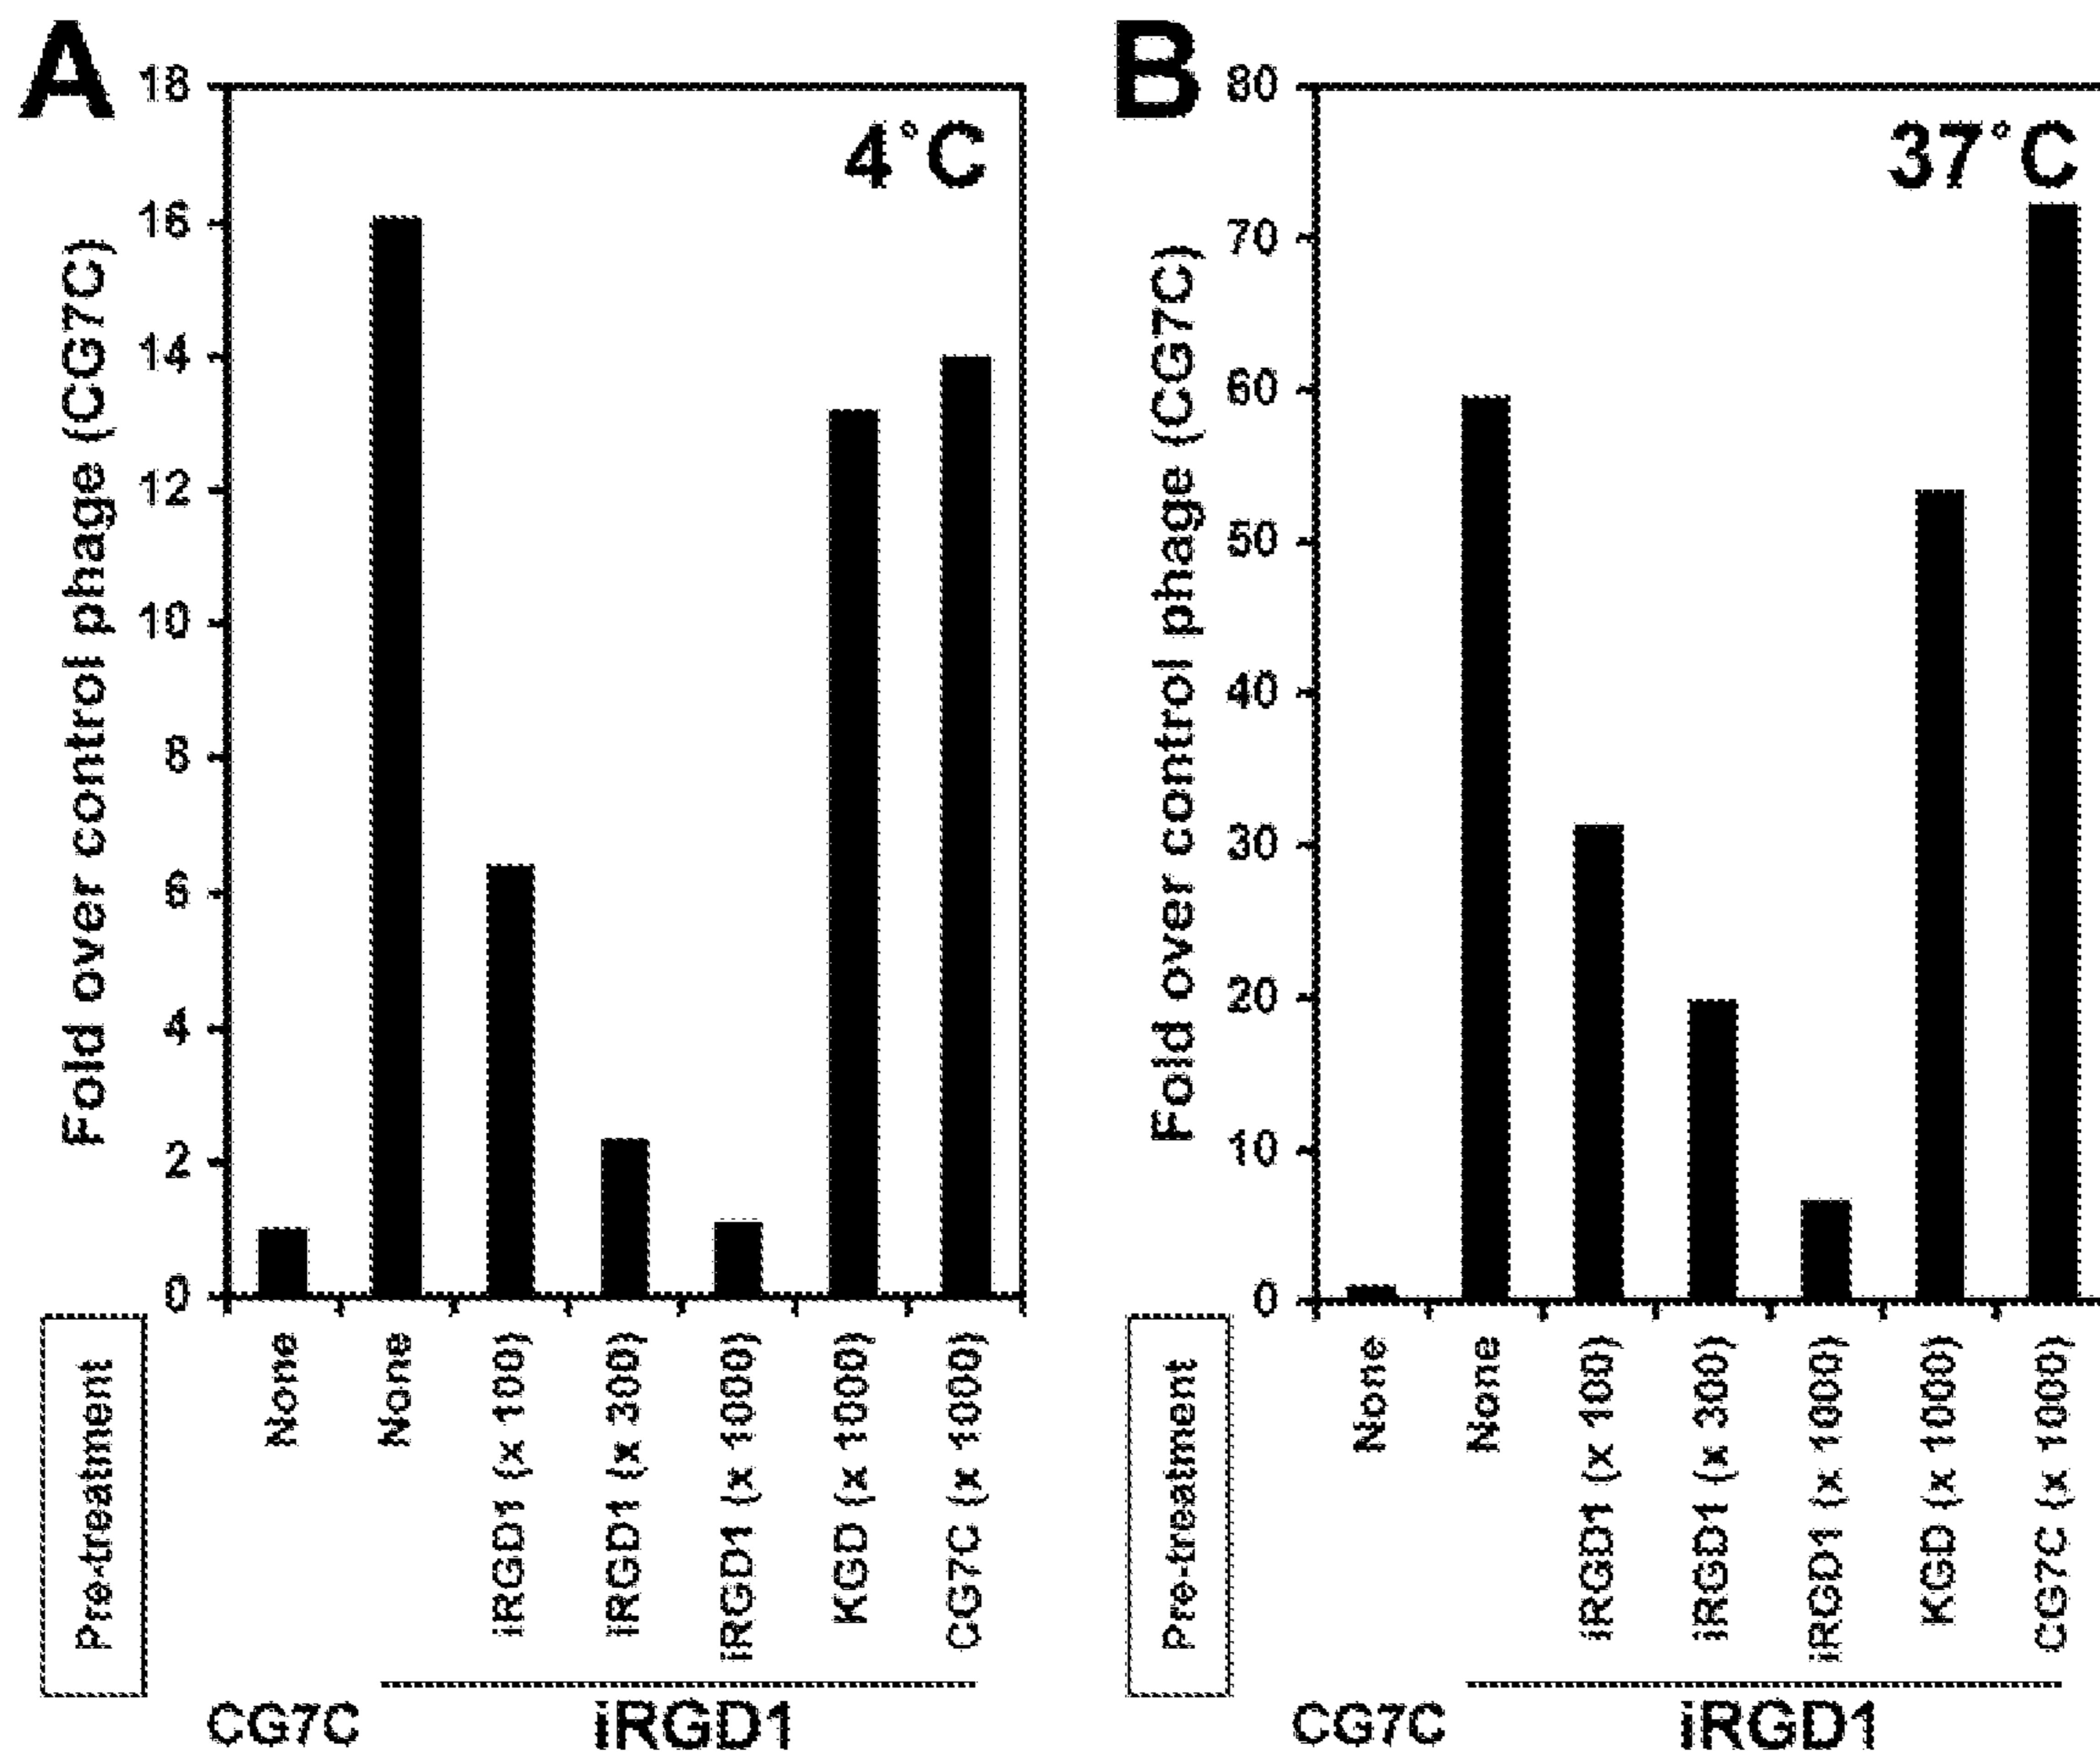 A
4°C
Fold over control phage (CG7C)
18
16
14
12
10
8
6
4
2
0
Pre-treatment
None
None
iRGD1 (x 100)
iRGD1 (x 300)
iRGD1 (x 1000)
KGD (x 1000)
CG7C (x 1000)
CG7C
iRGD1
B
37°C
Fold over control phage (CG7C)
80
70
60
50
40
30
20
10
0
Pre-treatment
None
None
iRGD1 (x 100)
iRGD1 (x 300)
iRGD1 (x 1000)
KGD (x 1000)
CG7C (x 1000)
CG7C
iRGD1